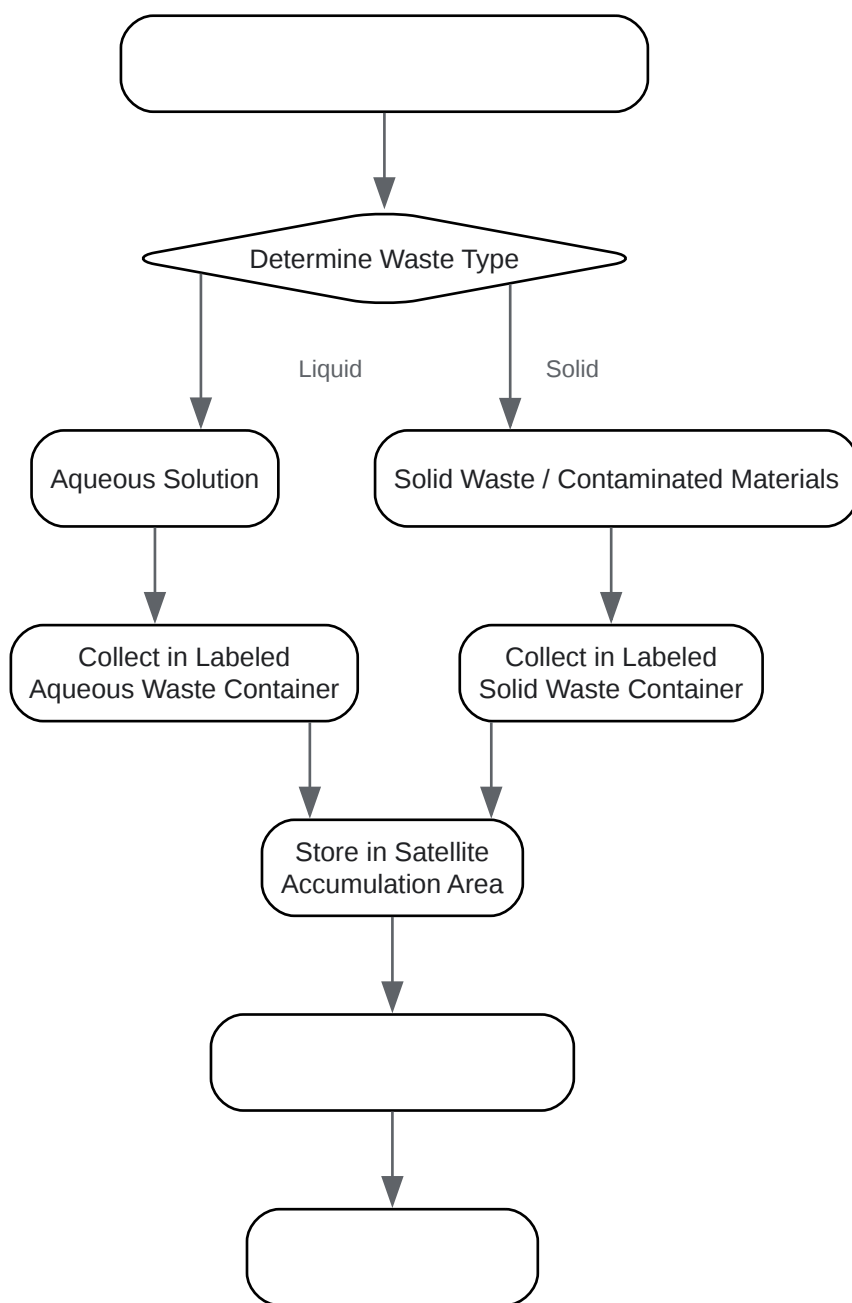 Determine Waste Type
Liquid
Solid
Aqueous Solution
Solid Waste / Contaminated Materials
Collect in Labeled
Aqueous Waste Container
Collect in Labeled
Solid Waste Container
Store in Satellite
Accumulation Area